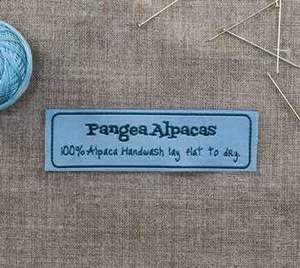 Pangea Alpacas
100% Alpaca Handwash lay flat to dry.